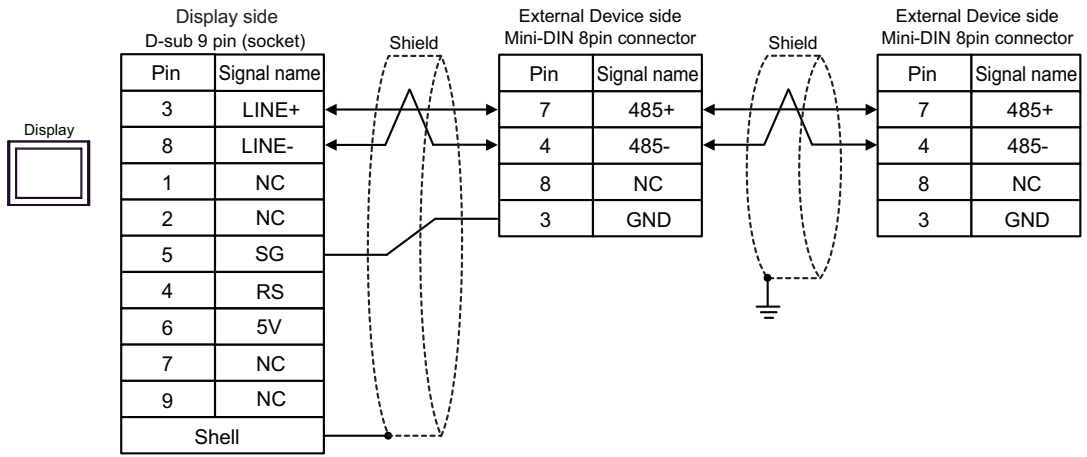 Display side
D-sub 9 pin (socket)
Shield
External Device side
Mini-DIN 8pin connector
Shield
External Device side
Mini-DIN 8pin connector
Display
Pin Signal name
3 LINE+
8 LINE-
1 NC
2 NC
5 SG
4 RS
6 5V
7 NC
9 NC
Shell
Pin Signal name
7 485+
4 485-
8 NC
3 GND
Pin Signal name
7 485+
4 485-
8 NC
3 GND